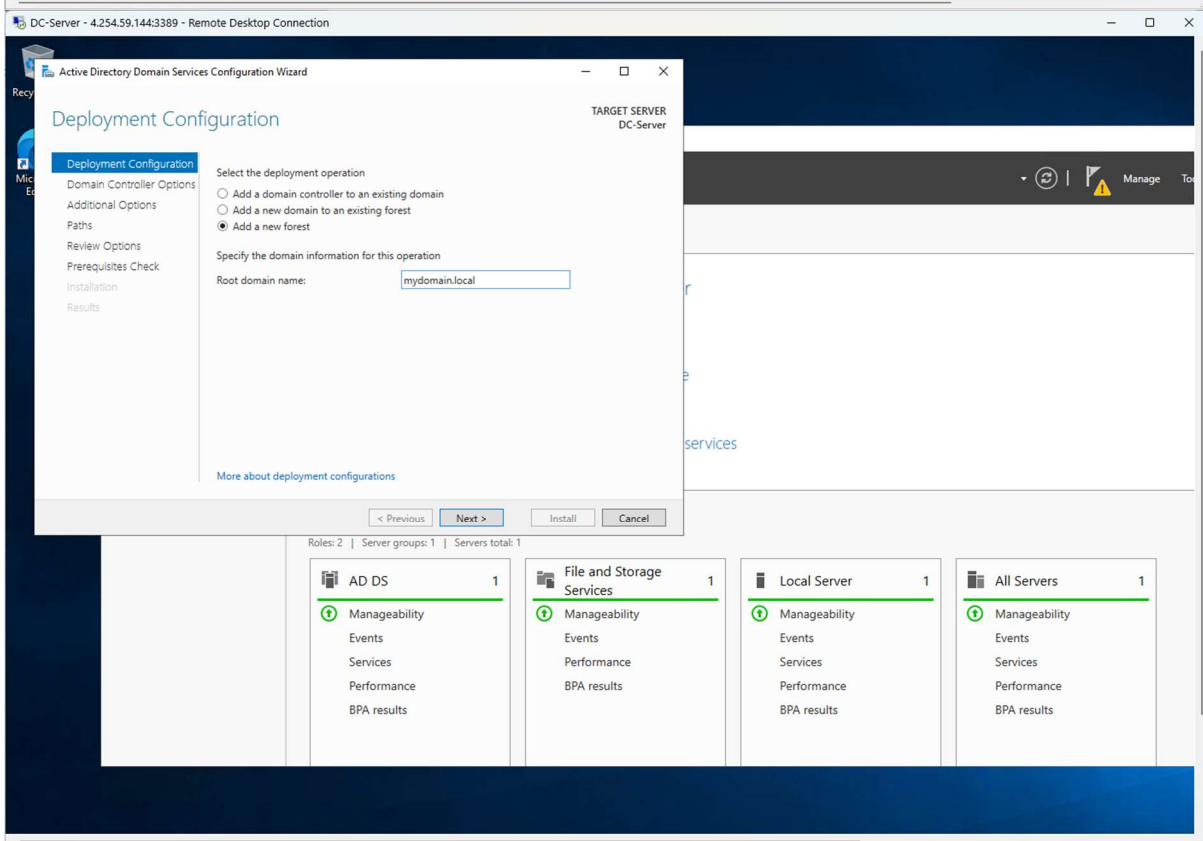 DC-Server - 4.254.59.144:3389 - Remote Desktop Connection
Active Directory Domain Services Configuration Wizard
Deployment Configuration
TARGET SERVER
DC-Server
Deployment Configuration
Domain Controller Options
Additional Options
Paths
Review Options
Prerequisites Check
Installation
Results
Select the deployment operation
Add a domain controller to an existing domain
Add a new domain to an existing forest
Add a new forest
Specify the domain information for this operation
Root domain name: mydomain.local
More about deployment configurations
< Previous Next > Install Cancel
Recy
Mic
Ed
Manage
Too
r
e
services
Roles: 2 | Server groups: 1 | Servers total: 1
AD DS 1
Manageability
Events
Services
Performance
BPA results
File and Storage
Services 1
Manageability
Events
Performance
BPA results
Local Server 1
Manageability
Events
Services
Performance
BPA results
All Servers 1
Manageability
Events
Services
Performance
BPA results